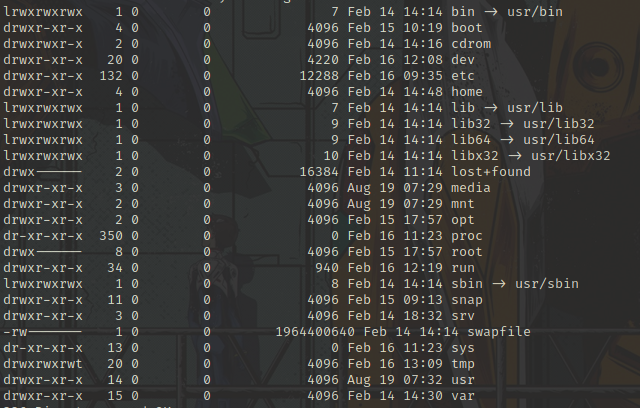 lrwxrwxrwx 1 0 0 7 Feb 14 14:14 bin -> usr/bin
drwxr-xr-x 4 0 0 4096 Feb 15 10:19 boot
drwxrwxr-x 2 0 0 4096 Feb 14 14:16 cdrom
drwxr-xr-x 20 0 0 4220 Feb 16 12:08 dev
drwxr-xr-x 132 0 0 12288 Feb 16 09:35 etc
drwxr-xr-x 4 0 0 4096 Feb 14 14:48 home
lrwxrwxrwx 1 0 0 7 Feb 14 14:14 lib -> usr/lib
lrwxrwxrwx 1 0 0 9 Feb 14 14:14 lib32 -> usr/lib32
lrwxrwxrwx 1 0 0 9 Feb 14 14:14 lib64 -> usr/lib64
lrwxrwxrwx 1 0 0 10 Feb 14 14:14 libx32 -> usr/libx32
drwx------ 2 0 0 16384 Feb 14 11:14 lost+found
drwxr-xr-x 3 0 0 4096 Aug 19 07:29 media
drwxr-xr-x 2 0 0 4096 Aug 19 07:29 mnt
drwxr-xr-x 2 0 0 4096 Feb 15 17:57 opt
dr-xr-xr-x 350 0 0 0 Feb 16 11:23 proc
drwx------ 8 0 0 4096 Feb 15 17:57 root
drwxr-xr-x 34 0 0 940 Feb 16 12:19 run
lrwxrwxrwx 1 0 0 8 Feb 14 14:14 sbin -> usr/sbin
drwxr-xr-x 11 0 0 4096 Feb 15 09:13 snap
drwxr-xr-x 3 0 0 4096 Feb 14 18:32 srv
-rw------- 1 0 0 1964400640 Feb 14 14:14 swapfile
dr-xr-xr-x 13 0 0 0 Feb 16 11:23 sys
drwxrwxrwt 20 0 0 4096 Feb 16 13:09 tmp
drwxr-xr-x 14 0 0 4096 Aug 19 07:32 usr
drwxr-xr-x 15 0 0 4096 Feb 14 14:30 var